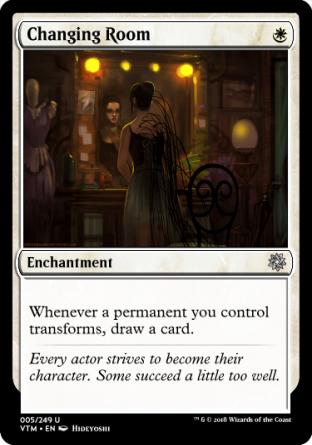 Changing Room
Enchantment
Whenever a permanent you control
transforms, draw a card.
Every actor strives to become their
character. Some succeed a little too well.
005/249 U
VTM • EN HIDEYOSHI
™ & © 2018 Wizards of the Coast